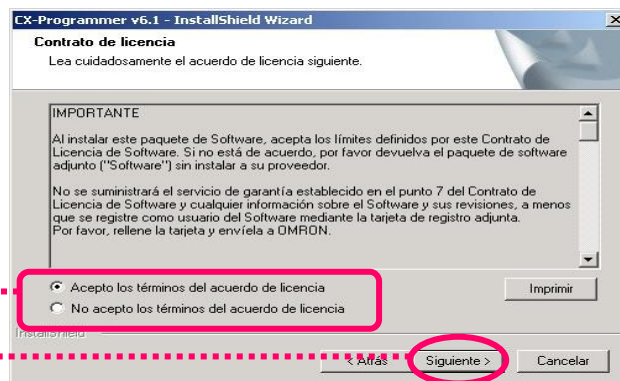 CX-Programmer v6.1 - InstallShield Wizard
Contrato de licencia
Lea cuidadosamente el acuerdo de licencia siguiente.
IMPORTANTE
Al instalar este paquete de Software, acepta los límites definidos por este Contrato de
Licencia de Software. Si no está de acuerdo, por favor devuelva el paquete de software
adjunto ("Software") sin instalar a su proveedor.
No se suministrará el servicio de garantía establecido en el punto 7 del Contrato de
Licencia de Software y cualquier información sobre el Software y sus revisiones, a menos
que se registre como usuario del Software mediante la tarjeta de registro adjunta.
Por favor, rellene la tarjeta y envíela a OMRON.
Acepto los términos del acuerdo de licencia
Imprimir
No acepto los términos del acuerdo de licencia
InstallShield
< Atrás
Siguiente >
Cancelar